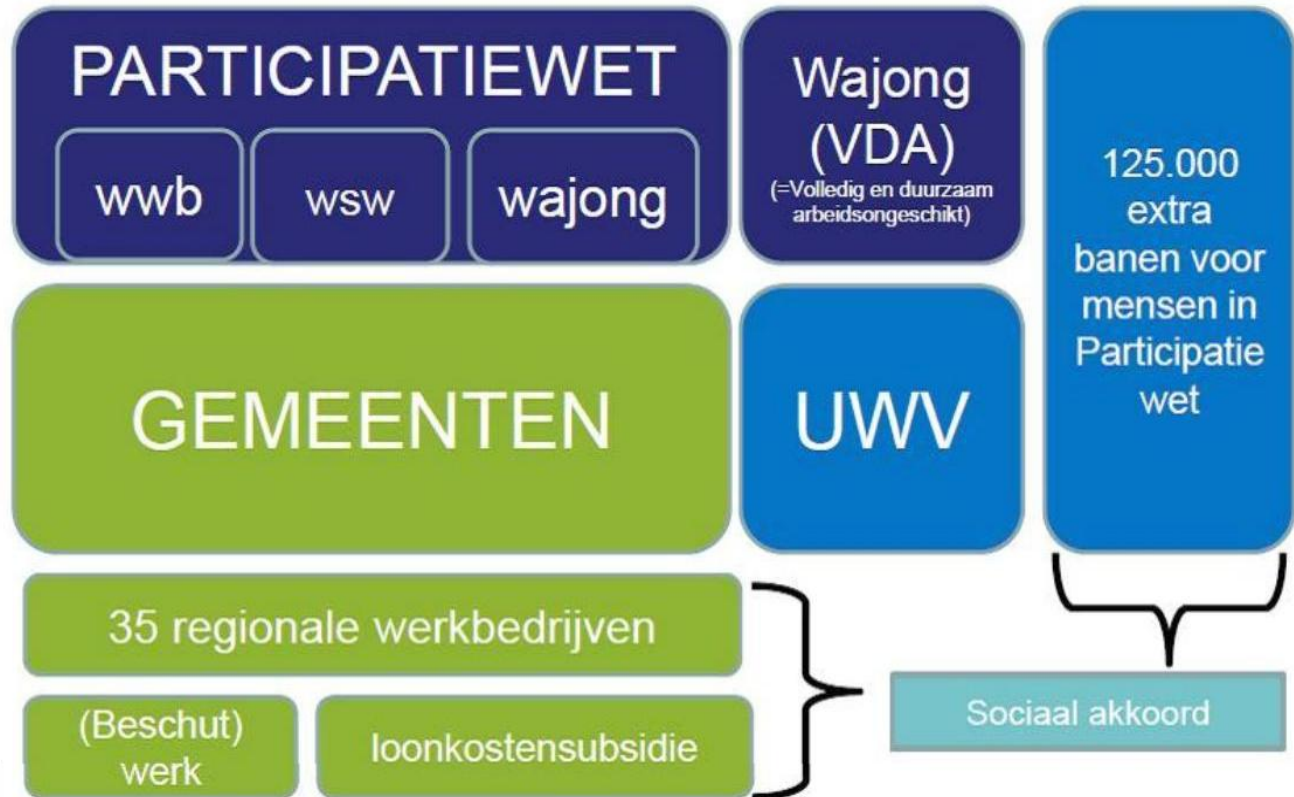 PARTICIPATIEWET
wwb
wsw
wajong
Wajong
(VDA)
(=Volledig en duurzaam
arbeidsongeschikt)
125.000
extra
banen voor
mensen in
Participatie
wet
GEMEENTEN
UWV
35 regionale werkbedrijven
(Beschut)
werk
loonkostensubsidie
Sociaal akkoord